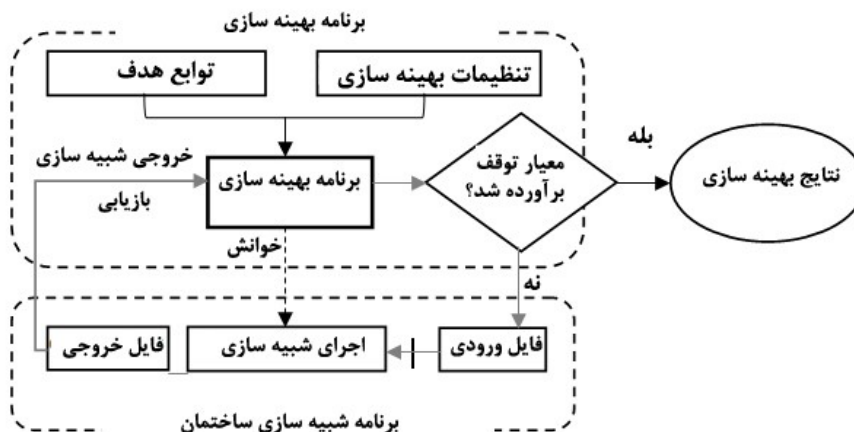 برنامه بهینه سازی
توابع هدف
تنظیمات بهینه سازی
خروجی شبیه سازی
بازیابی
برنامه بهینه سازی
معیار توقف
برآورده شد؟
بله
نتایج بهینه سازی
خوانش
نه
فایل خروجی
اجرای شبیه سازی
فایل ورودی
برنامه شبیه سازی ساختمان